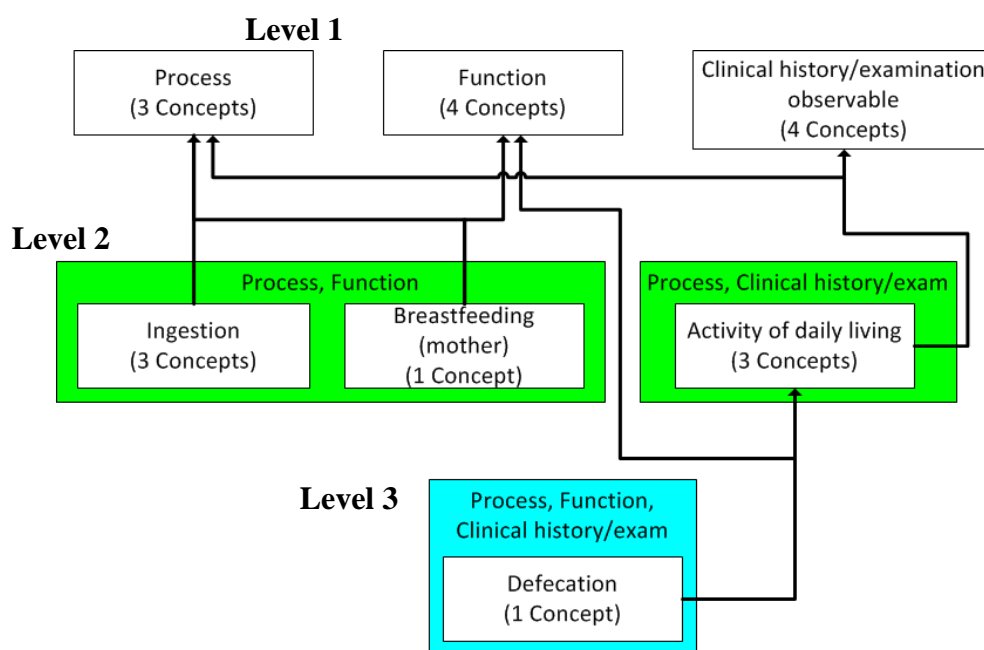 Level 1
Process
(3 Concepts)
Function
(4 Concepts)
Clinical history/examination
observable
(4 Concepts)
Level 2
Process, Function
Ingestion
(3 Concepts)
Breastfeeding
(mother)
(1 Concept)
Process, Clinical history/exam
Activity of daily living
(3 Concepts)
Level 3
Process, Function,
Clinical history/exam
Defecation
(1 Concept)